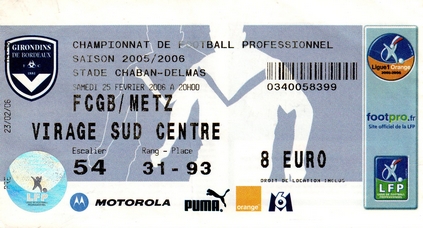 GIRONDINS
DE BORDEAUX
CHAMPIONNAT DE FOOTBALL PROFESSIONNEL
SAISON 2005/2006
STADE CHABAN-DELMAS
SAMEDI 25 FEVRIER 2006 A 20H00
0340058399
FCGB/METZ
VIRAGE SUD CENTRE
Escalier
Rang - Place
54
31-93
8 EURO
DROIT DE LOCATION INCLUS
23/02/06
MOTOROLA
PUMA
orange
M6
Ligue1 Orange
footpro.fr
Site officiel de la LFP
LFP